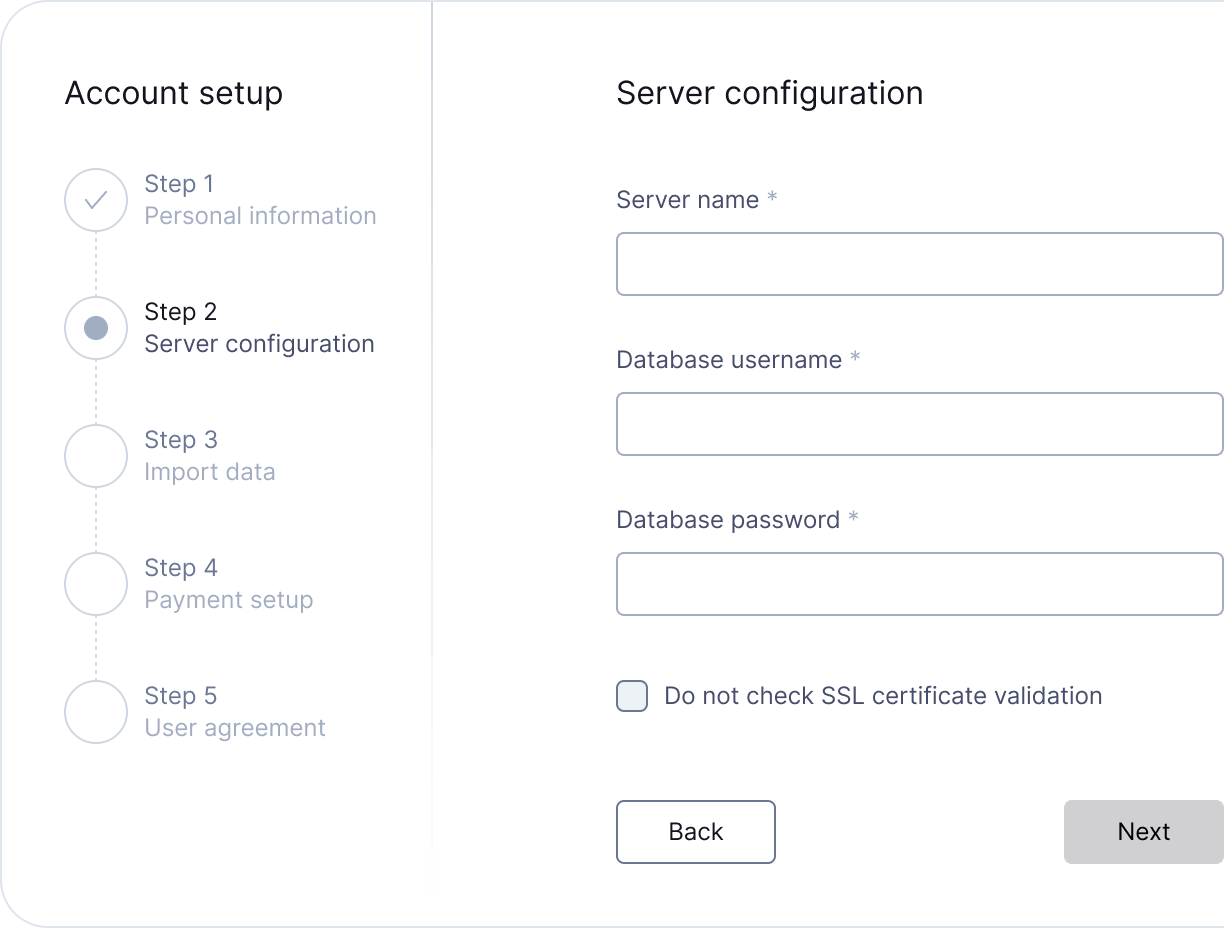 Account setup
Step 1
Personal information
Step 2
Server configuration
Step 3
Import data
Step 4
Payment setup
Step 5
User agreement
Server configuration
Server name *
Database username *
Database password *
Do not check SSL certificate validation
Back
Next